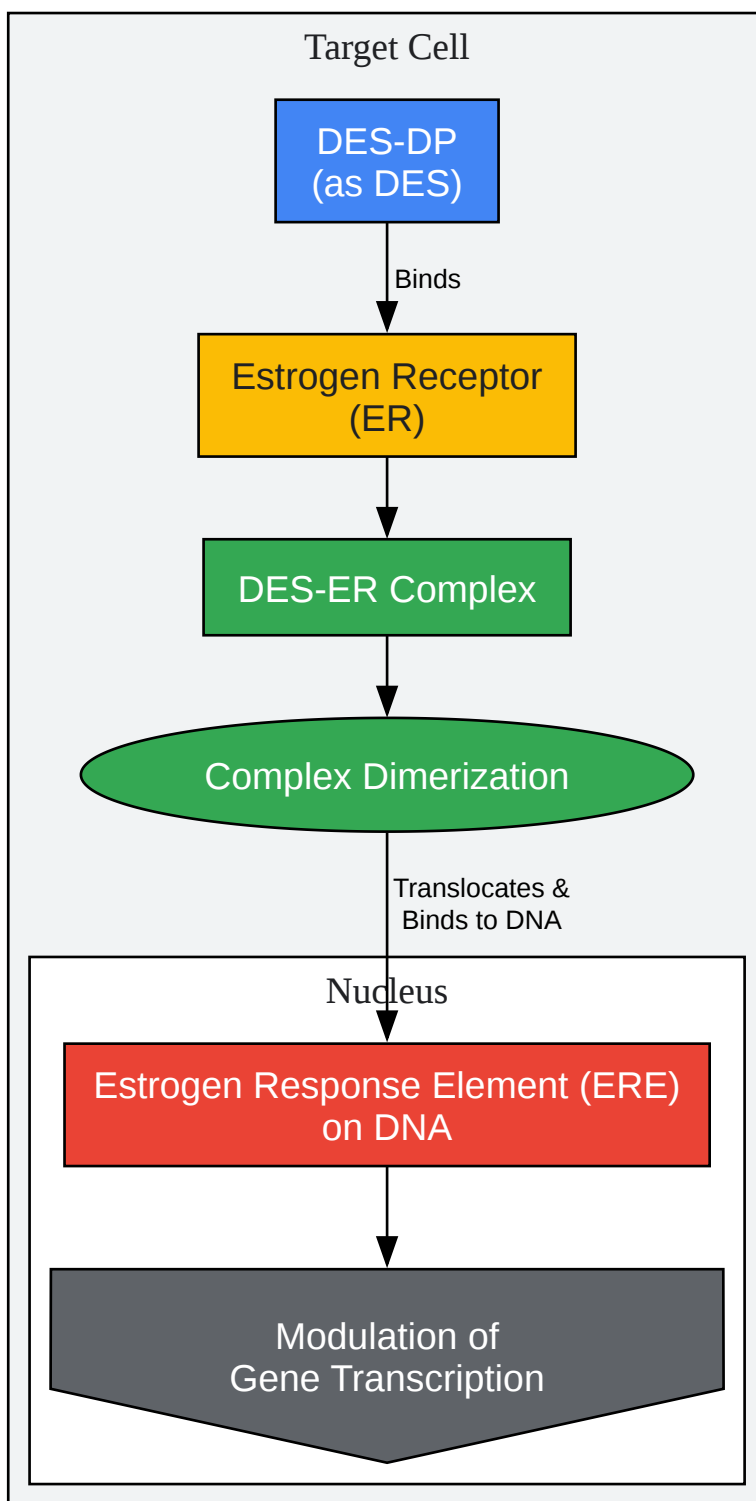 Target Cell
DES-DP
(as DES)
Binds
Estrogen Receptor
(ER)
DES-ER Complex
Complex Dimerization
Translocates &
Binds to DNA
Nucleus
Estrogen Response Element (ERE)
on DNA
Modulation of
Gene Transcription